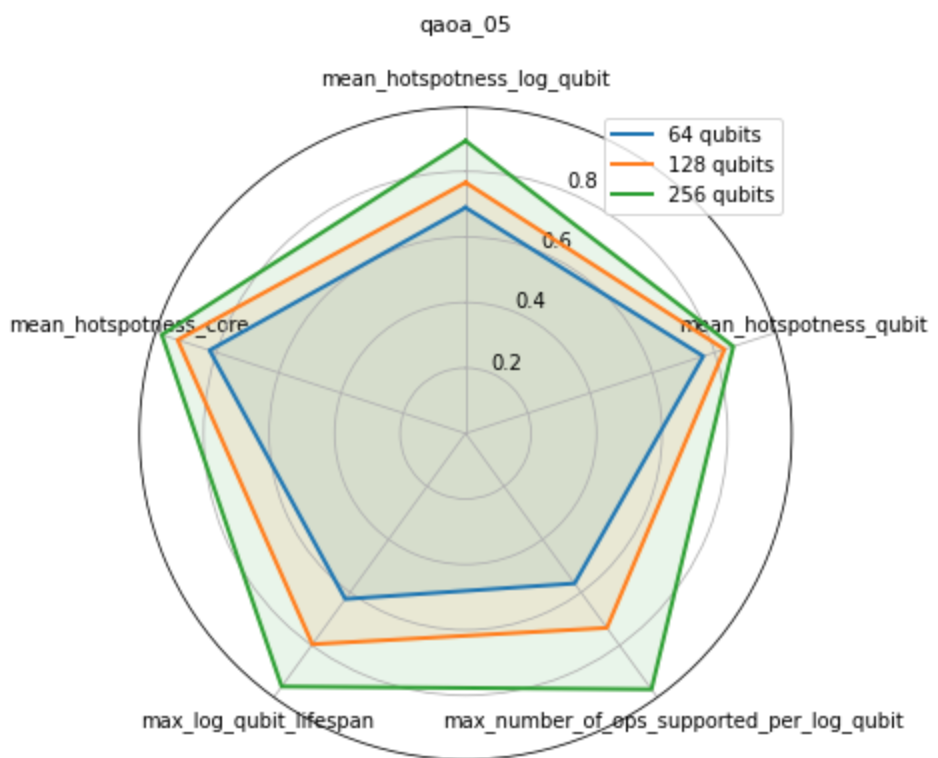 qaoa_05
mean_hotspotness_log_qubit
64 qubits
128 qubits
256 qubits
0.8
0.6
0.4
0.2
mean_hotspotness_core
mean_hotspotness_qubit
max_log_qubit_lifespan
max_number_of_ops_supported_per_log_qubit